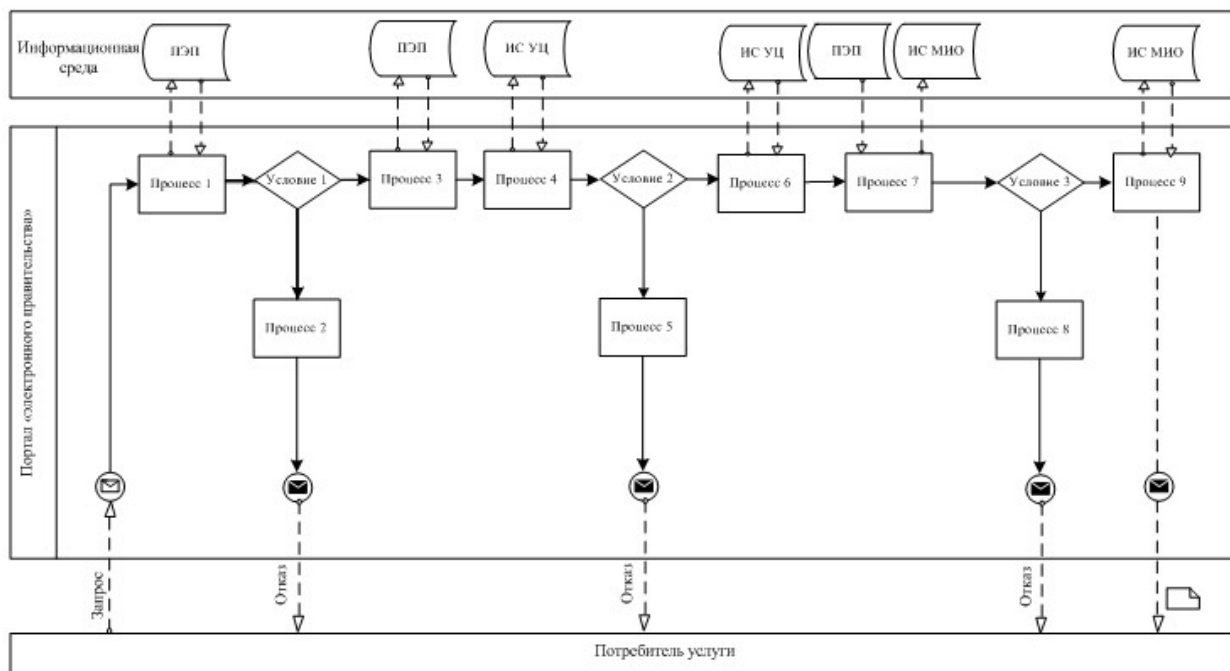 Информационная
среда
ПЭП
ПЭП
ИС УЦ
ИС УЦ
ПЭП
ИС МИО
ИС МИО
Портал «электронного правительства»
Процесс 1
Условие 1
Процесс 3
Процесс 4
Условие 2
Процесс 6
Процесс 7
Условие 3
Процесс 9
Процесс 2
Процесс 5
Процесс 8
Запрос
Отказ
Отказ
Отказ
Потребитель услуги